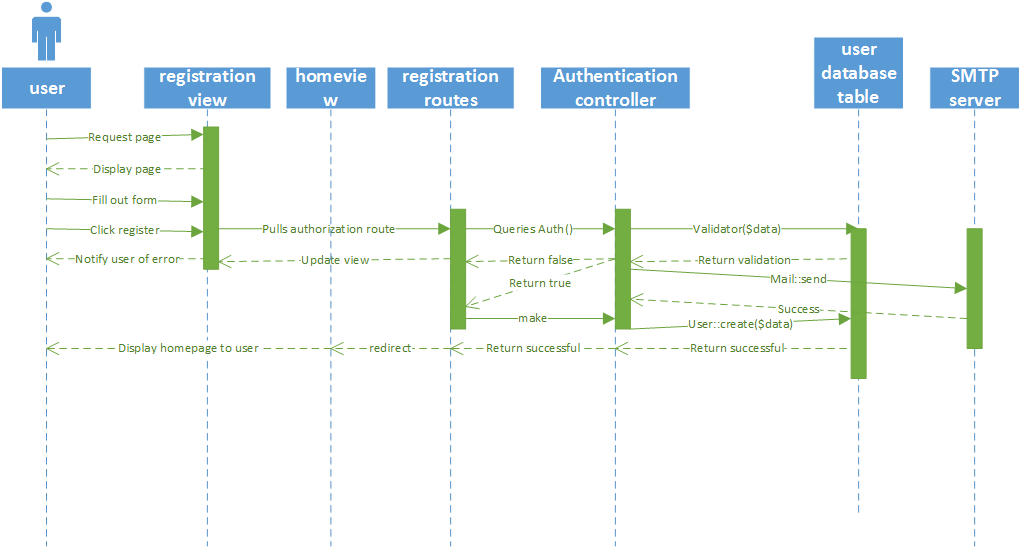 user
registration
view
homevie
w
registration
routes
Authentication
controller
user
database
table
SMTP
server
Request page
Display page
Fill out form
Click register
Pulls authorization route
Queries Auth()
Validator($data)
Notify user of error
Update view
Return false
Return validation
Return true
Mail::send
Success
make
User::create($data)
Display homepage to user
redirect
Return successful
Return successful